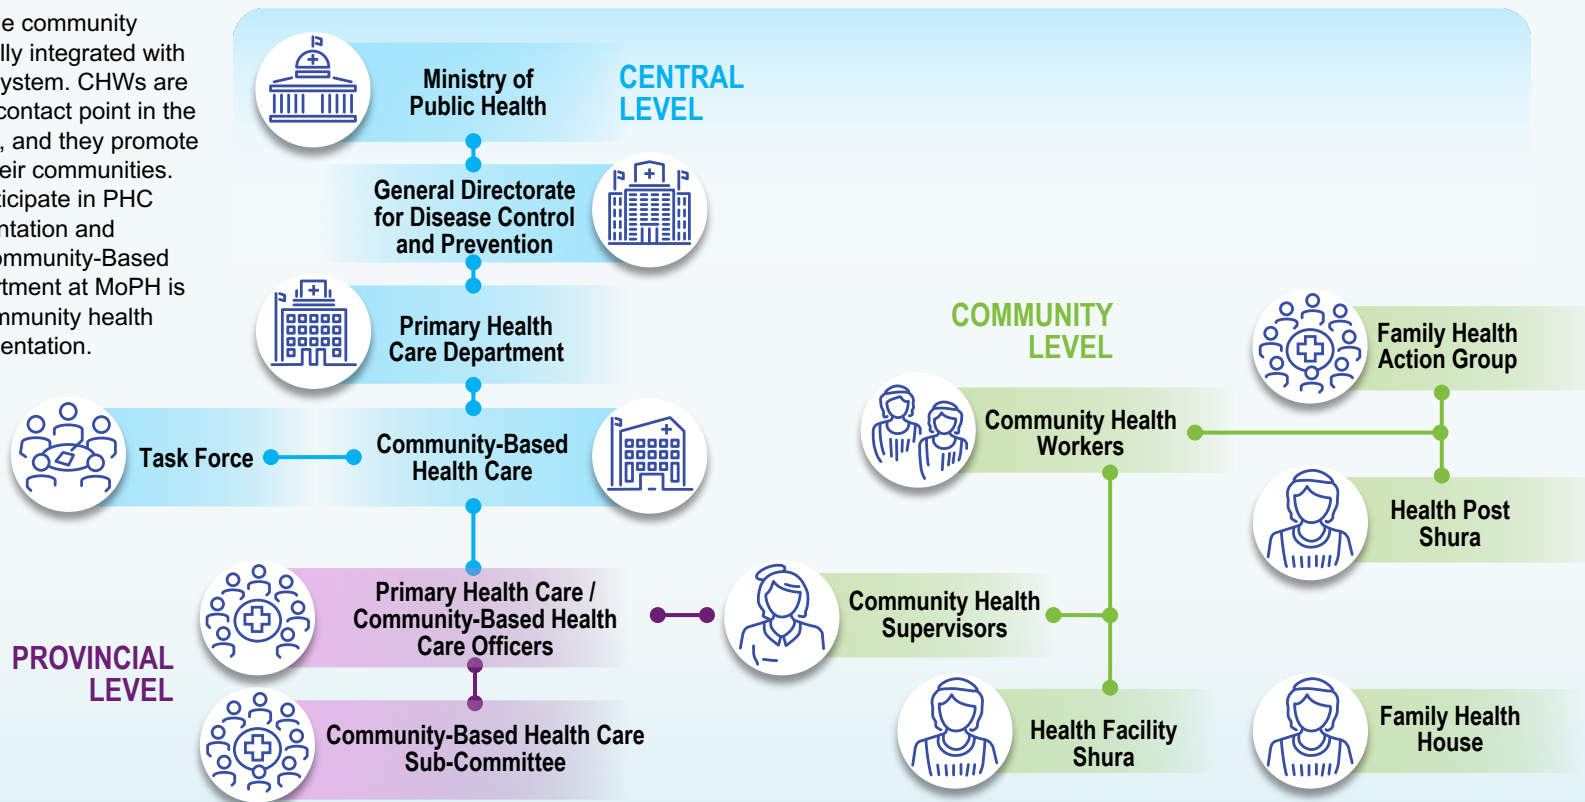 e community
lly integrated with
ystem. CHWs are
contact point in the
, and they promote
eir communities.
ticipate in PHC
ntation and
ommunity-Based
rtment at MoPH is
mmunity health
entation.
Ministry of
Public Health
CENTRAL
LEVEL
General Directorate
for Disease Control
and Prevention
Primary Health
Care Department
Task Force
Community-Based
Health Care
PROVINCIAL
LEVEL
Primary Health Care /
Community-Based Health
Care Officers
Community-Based Health Care
Sub-Committee
COMMUNITY
LEVEL
Community Health
Workers
Family Health
Action Group
Health Post
Shura
Community Health
Supervisors
Health Facility
Shura
Family Health
House